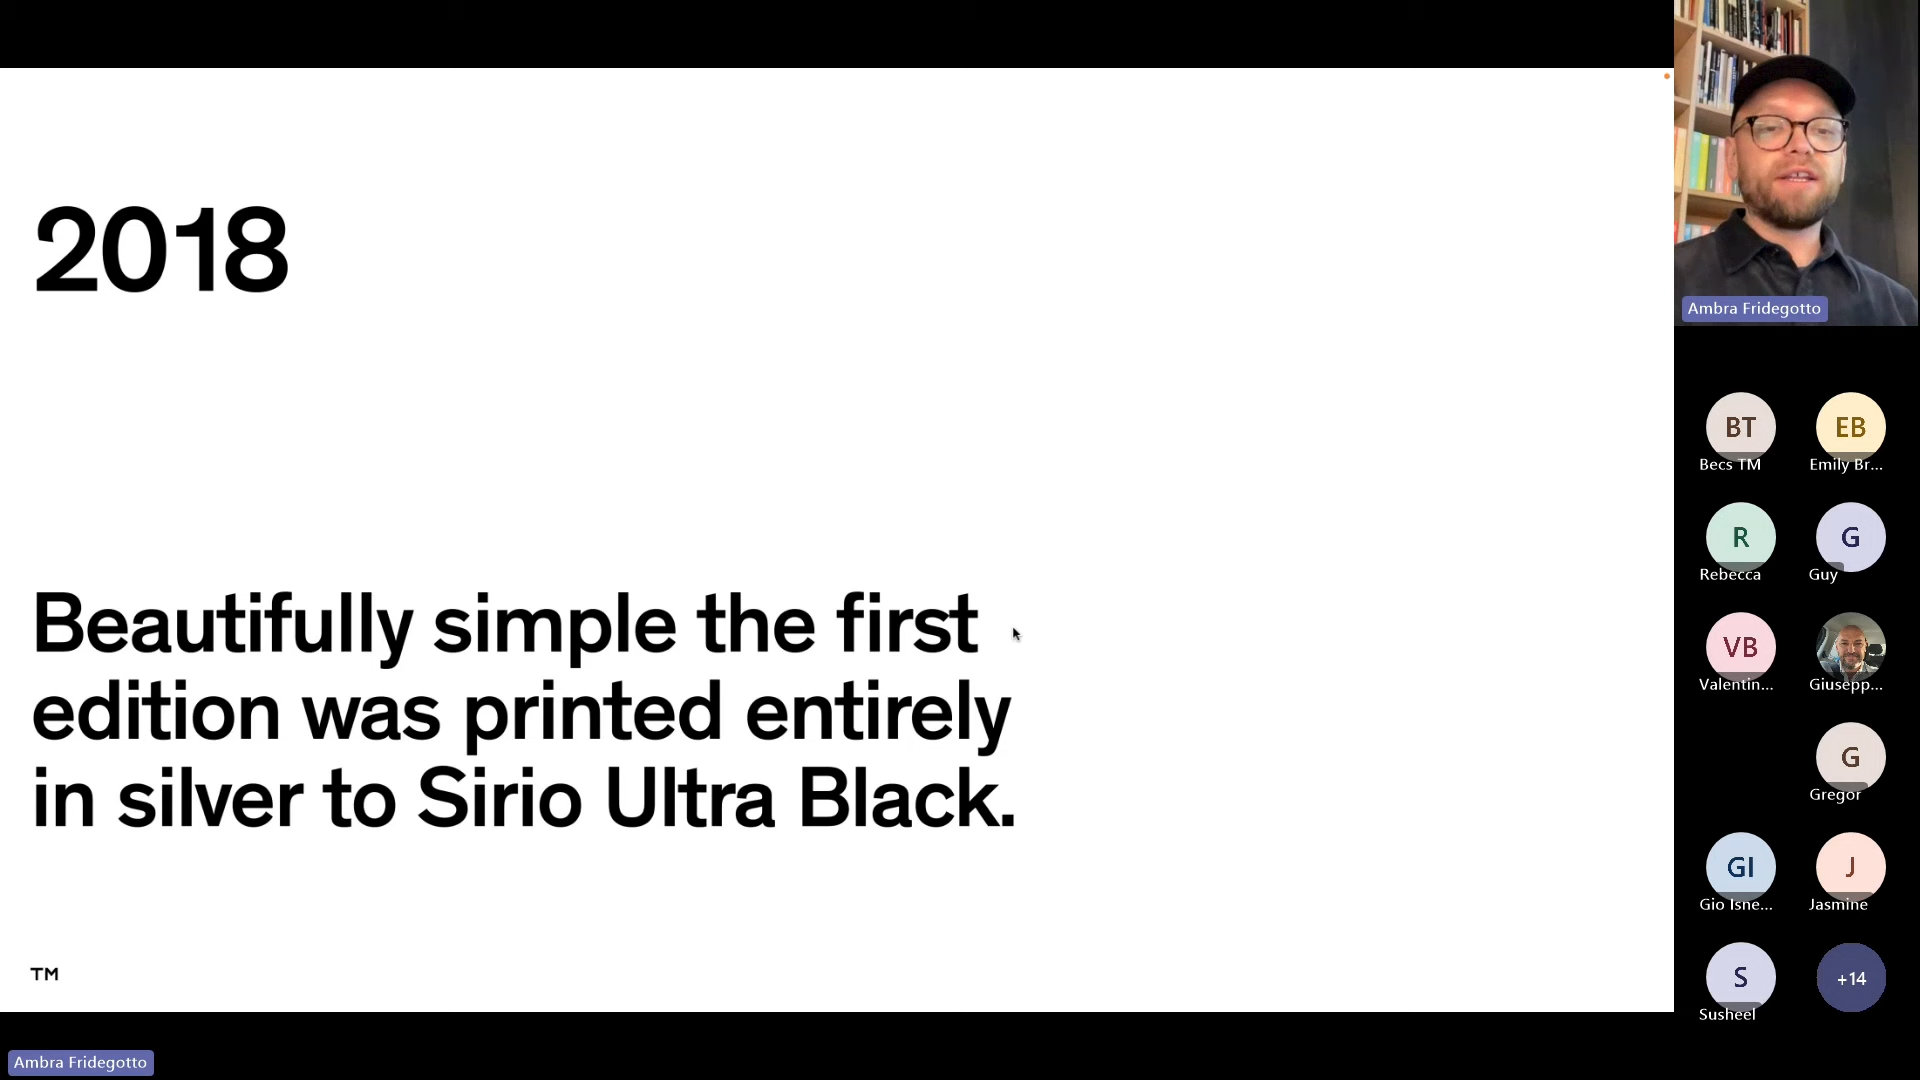 2018
Beautifully simple the first
edition was printed entirely
in silver to Sirio Ultra Black.
TM
Ambra Fridegotto
Ambra Fridegotto
BT
Becs TM
EB
Emily Br...
R
Rebecca
G
Guy
VB
Valentin...
Giusepp...
G
Gregor
GI
Gio Isne...
J
Jasmine
S
Susheel
+14